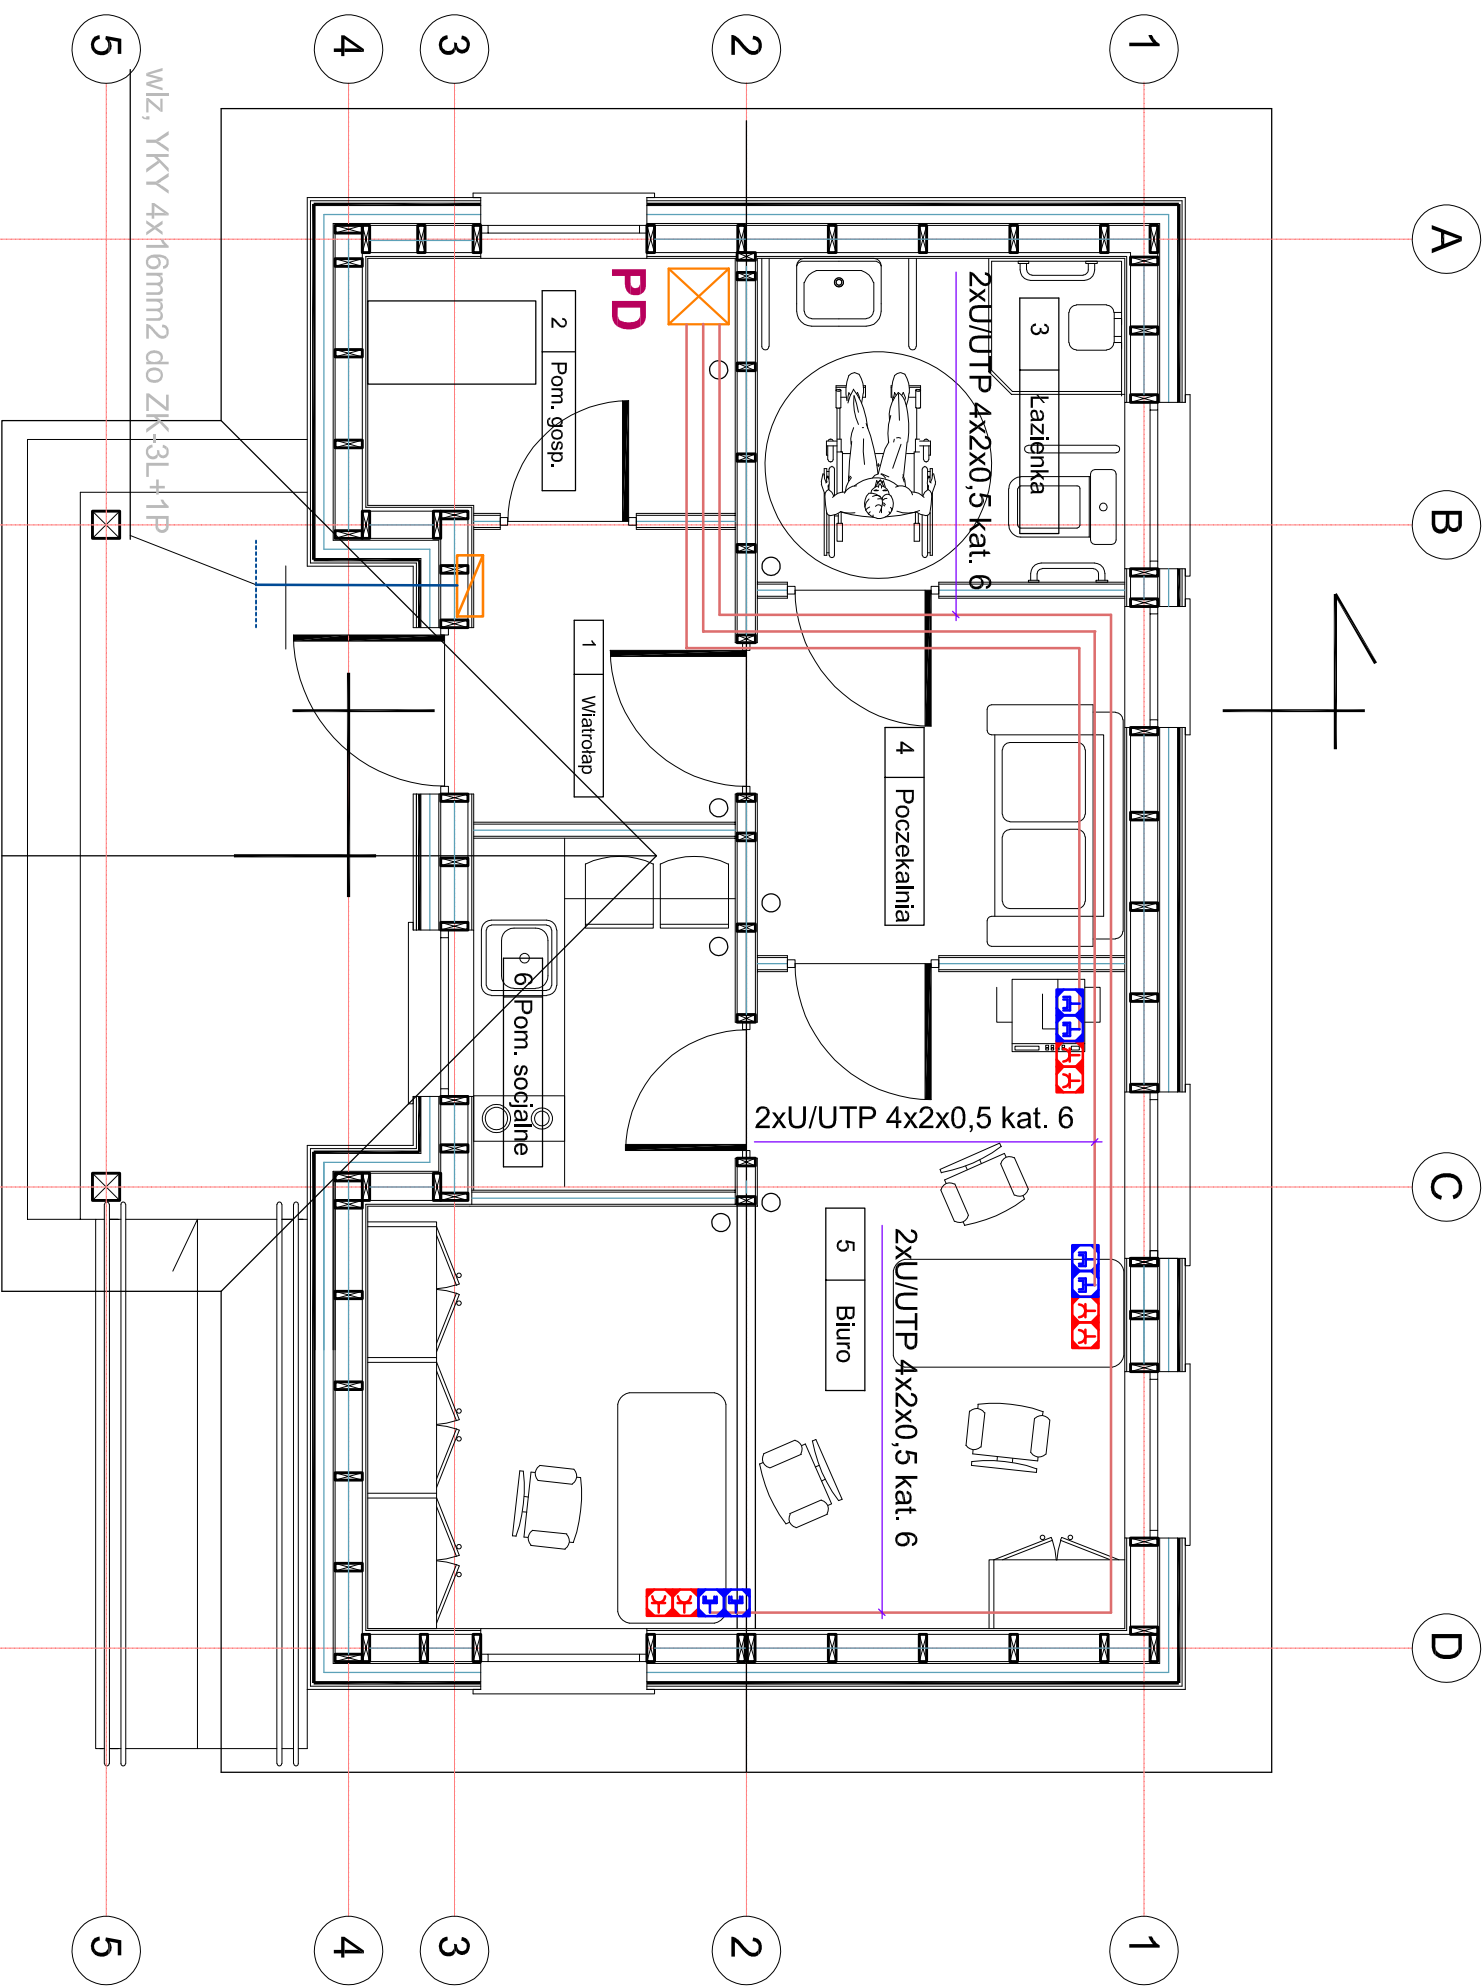 5
4
3
2
1
wlz, YKY 4x16mm2 do ZK-3L+1P
A
B
C
D
PD
2
Pom. gosp.
3
Łazienka
2xU/UTP 4x2x0,5 kat. 6
1
Wiatrołap
4
Poczekalnia
6
Pom. socjalne
2xU/UTP 4x2x0,5 kat. 6
5
Biuro
2xU/UTP 4x2x0,5 kat. 6
5
4
3
2
1